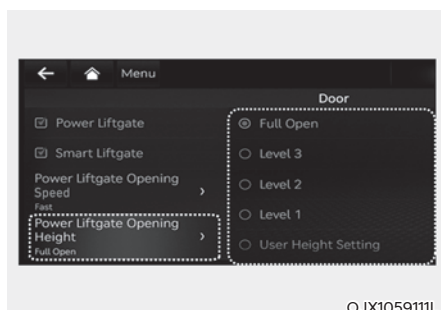 Menu
Door
Power Liftgate
Smart Liftgate
Power Liftgate Opening
Speed
Fast
Power Liftgate Opening
Height
Full Open
Full Open
Level 3
Level 2
Level 1
User Height Setting
OJX1059111L